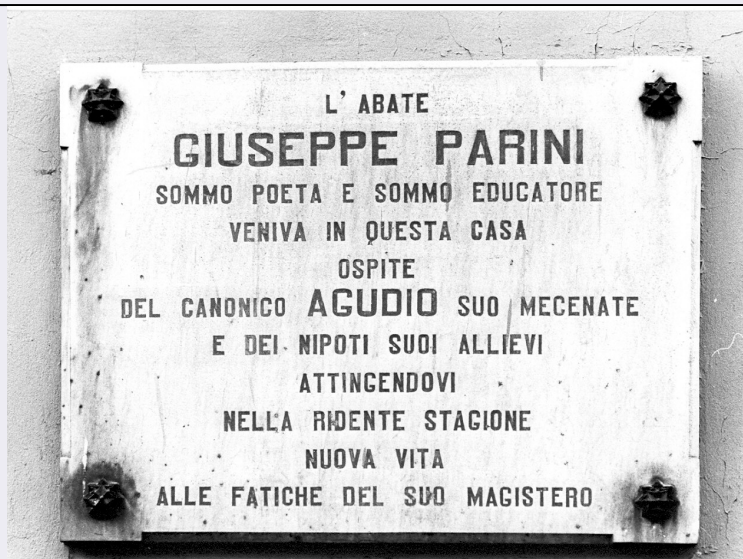 L' ABATE
GIUSEPPE PARINI
SOMMO POETA E SOMMO EDUCATORE
VENIVA IN QUESTA CASA
OSPITE
DEL CANONICO AGUDIO SUO MECENATE
E DEI NIPOTI SUOI ALLIEVI
ATTINGENDOVI
NELLA RIDENTE STAGIONE
NUOVA VITA
ALLE FATICHE DEL SUO MAGISTERO